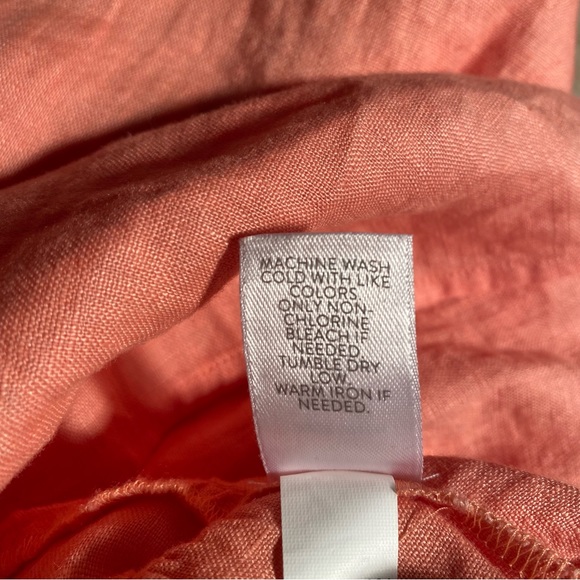 MACHINE WASH
COLD WITH LIKE
COLORS.
ONLY NON-
CHLORINE
BLEACH IF
NEEDED.
TUMBLE DRY
LOW.
WARM IRON IF
NEEDED.